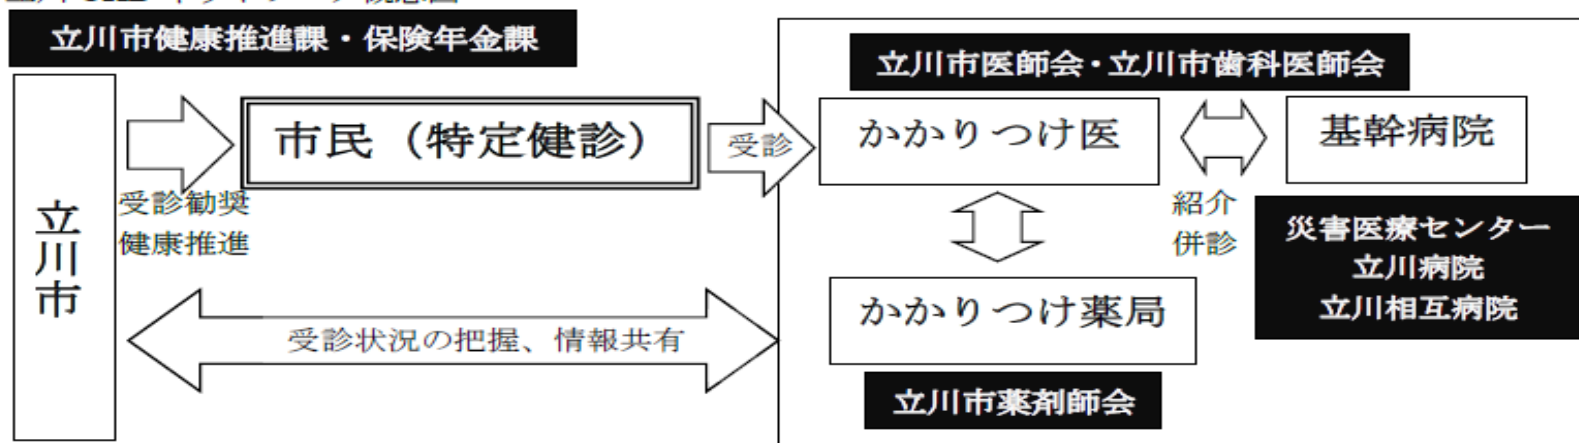 立川市健康推進課・保険年金課
立川市医師会・立川市歯科医師会
市民（特定健診）
受診
かかりつけ医
基幹病院
立川市
受診勧奨
健康推進
紹介
併診
災害医療センター
立川病院
立川相互病院
かかりつけ薬局
受診状況の把握、情報共有
立川市薬剤師会